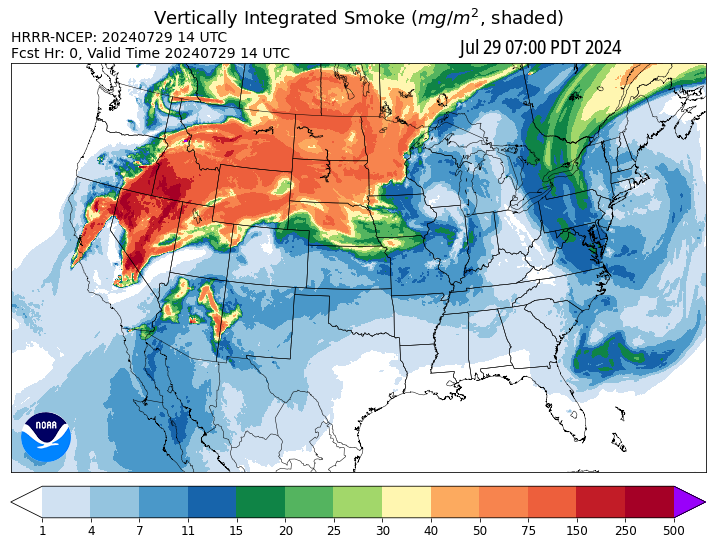 Vertically Integrated Smoke (mg/m², shaded)
HRRR-NCEP: 20240729 14 UTC
Fcst Hr: 0, Valid Time 20240729 14 UTC
Jul 29 07:00 PDT 2024
NOAA
1 4 7 11 15 20 25 30 40 50 75 150 250 500